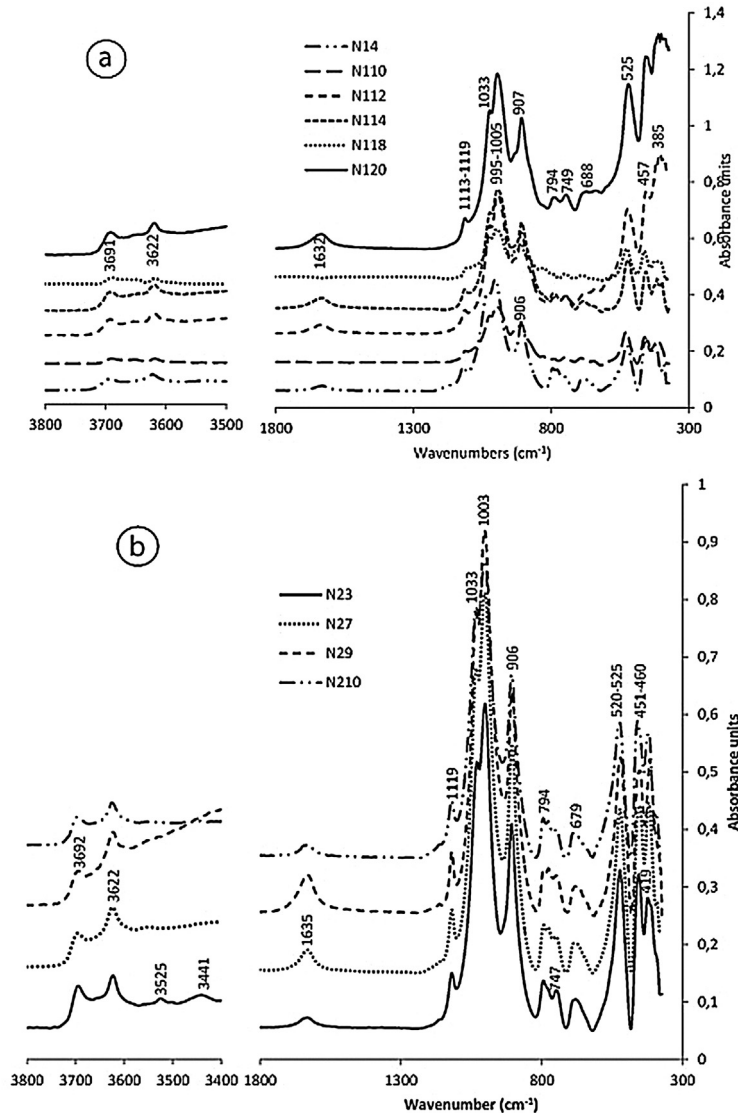 a
N14
N110
N112
N114
N118
N120
3691
3622
1632
1113-1119
1033
995-1005
907
906
794
749
688
525
457
385
1,4
1,2
1
0,8
0,6
0,4
0,2
0
Absorbance units
3800 3700 3600 3500
1800 1300 800 300
Wavenumbers (cm-1)
b
N23
N27
N29
N210
3692
3622
3525
3441
1635
1119
1033
1003
906
794
747
679
520-525
451-460
419
1
0,9
0,8
0,7
0,6
0,5
0,4
0,3
0,2
0,1
0
Absorbance units
3800 3700 3600 3500 3400
1800 1300 800 300
Wavenumber (cm-1)